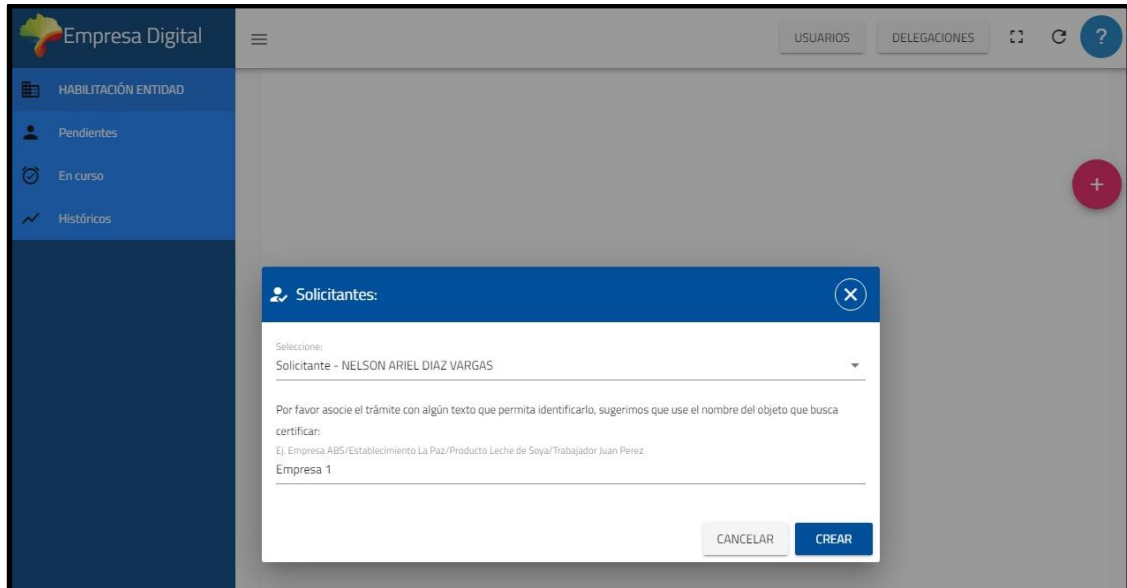 Empresa Digital
USUARIOS
DELEGACIONES
?
HABILITACIÓN ENTIDAD
Pendientes
En curso
Históricos
+
Solicitantes:
Seleccione:
Solicitante - NELSON ARIEL DIAZ VARGAS
Por favor asocie el trámite con algún texto que permita identificarlo, sugerimos que use el nombre del objeto que busca
certificar:
Ej. Empresa ABS/Establecimiento La Paz/Producto Leche de Soya/Trabajador Juan Perez
Empresa 1
CANCELAR
CREAR